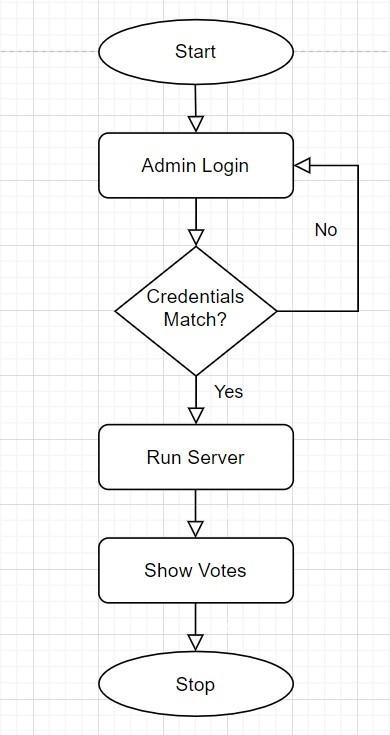 Start
Admin Login
No
Credentials
Match?
Yes
Run Server
Show Votes
Stop